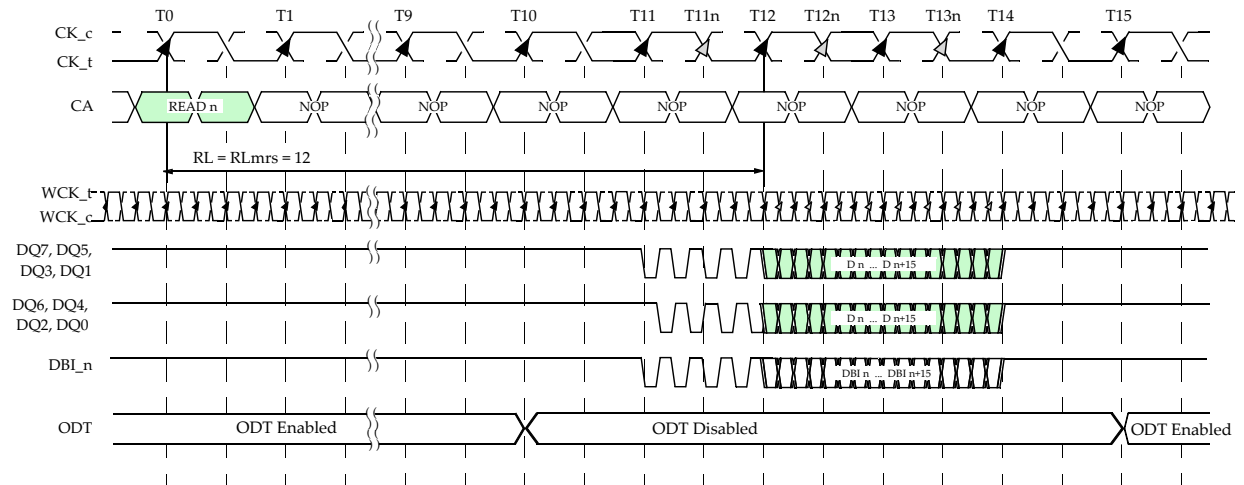 T0 T1 T9 T10 T11 T11n T12 T12n T13 T13n T14 T15
CK_c
CK_t
CA READ n NOP NOP NOP NOP NOP NOP NOP NOP
RL = RLmrs = 12
WCK_t
WCK_c
DQ7, DQ5,
DQ3, DQ1
D n ... D n+15
DQ6, DQ4,
DQ2, DQ0
D n ... D n+15
DBI_n DBI n ... DBI n+15
ODT ODT Enabled ODT Disabled ODT Enabled